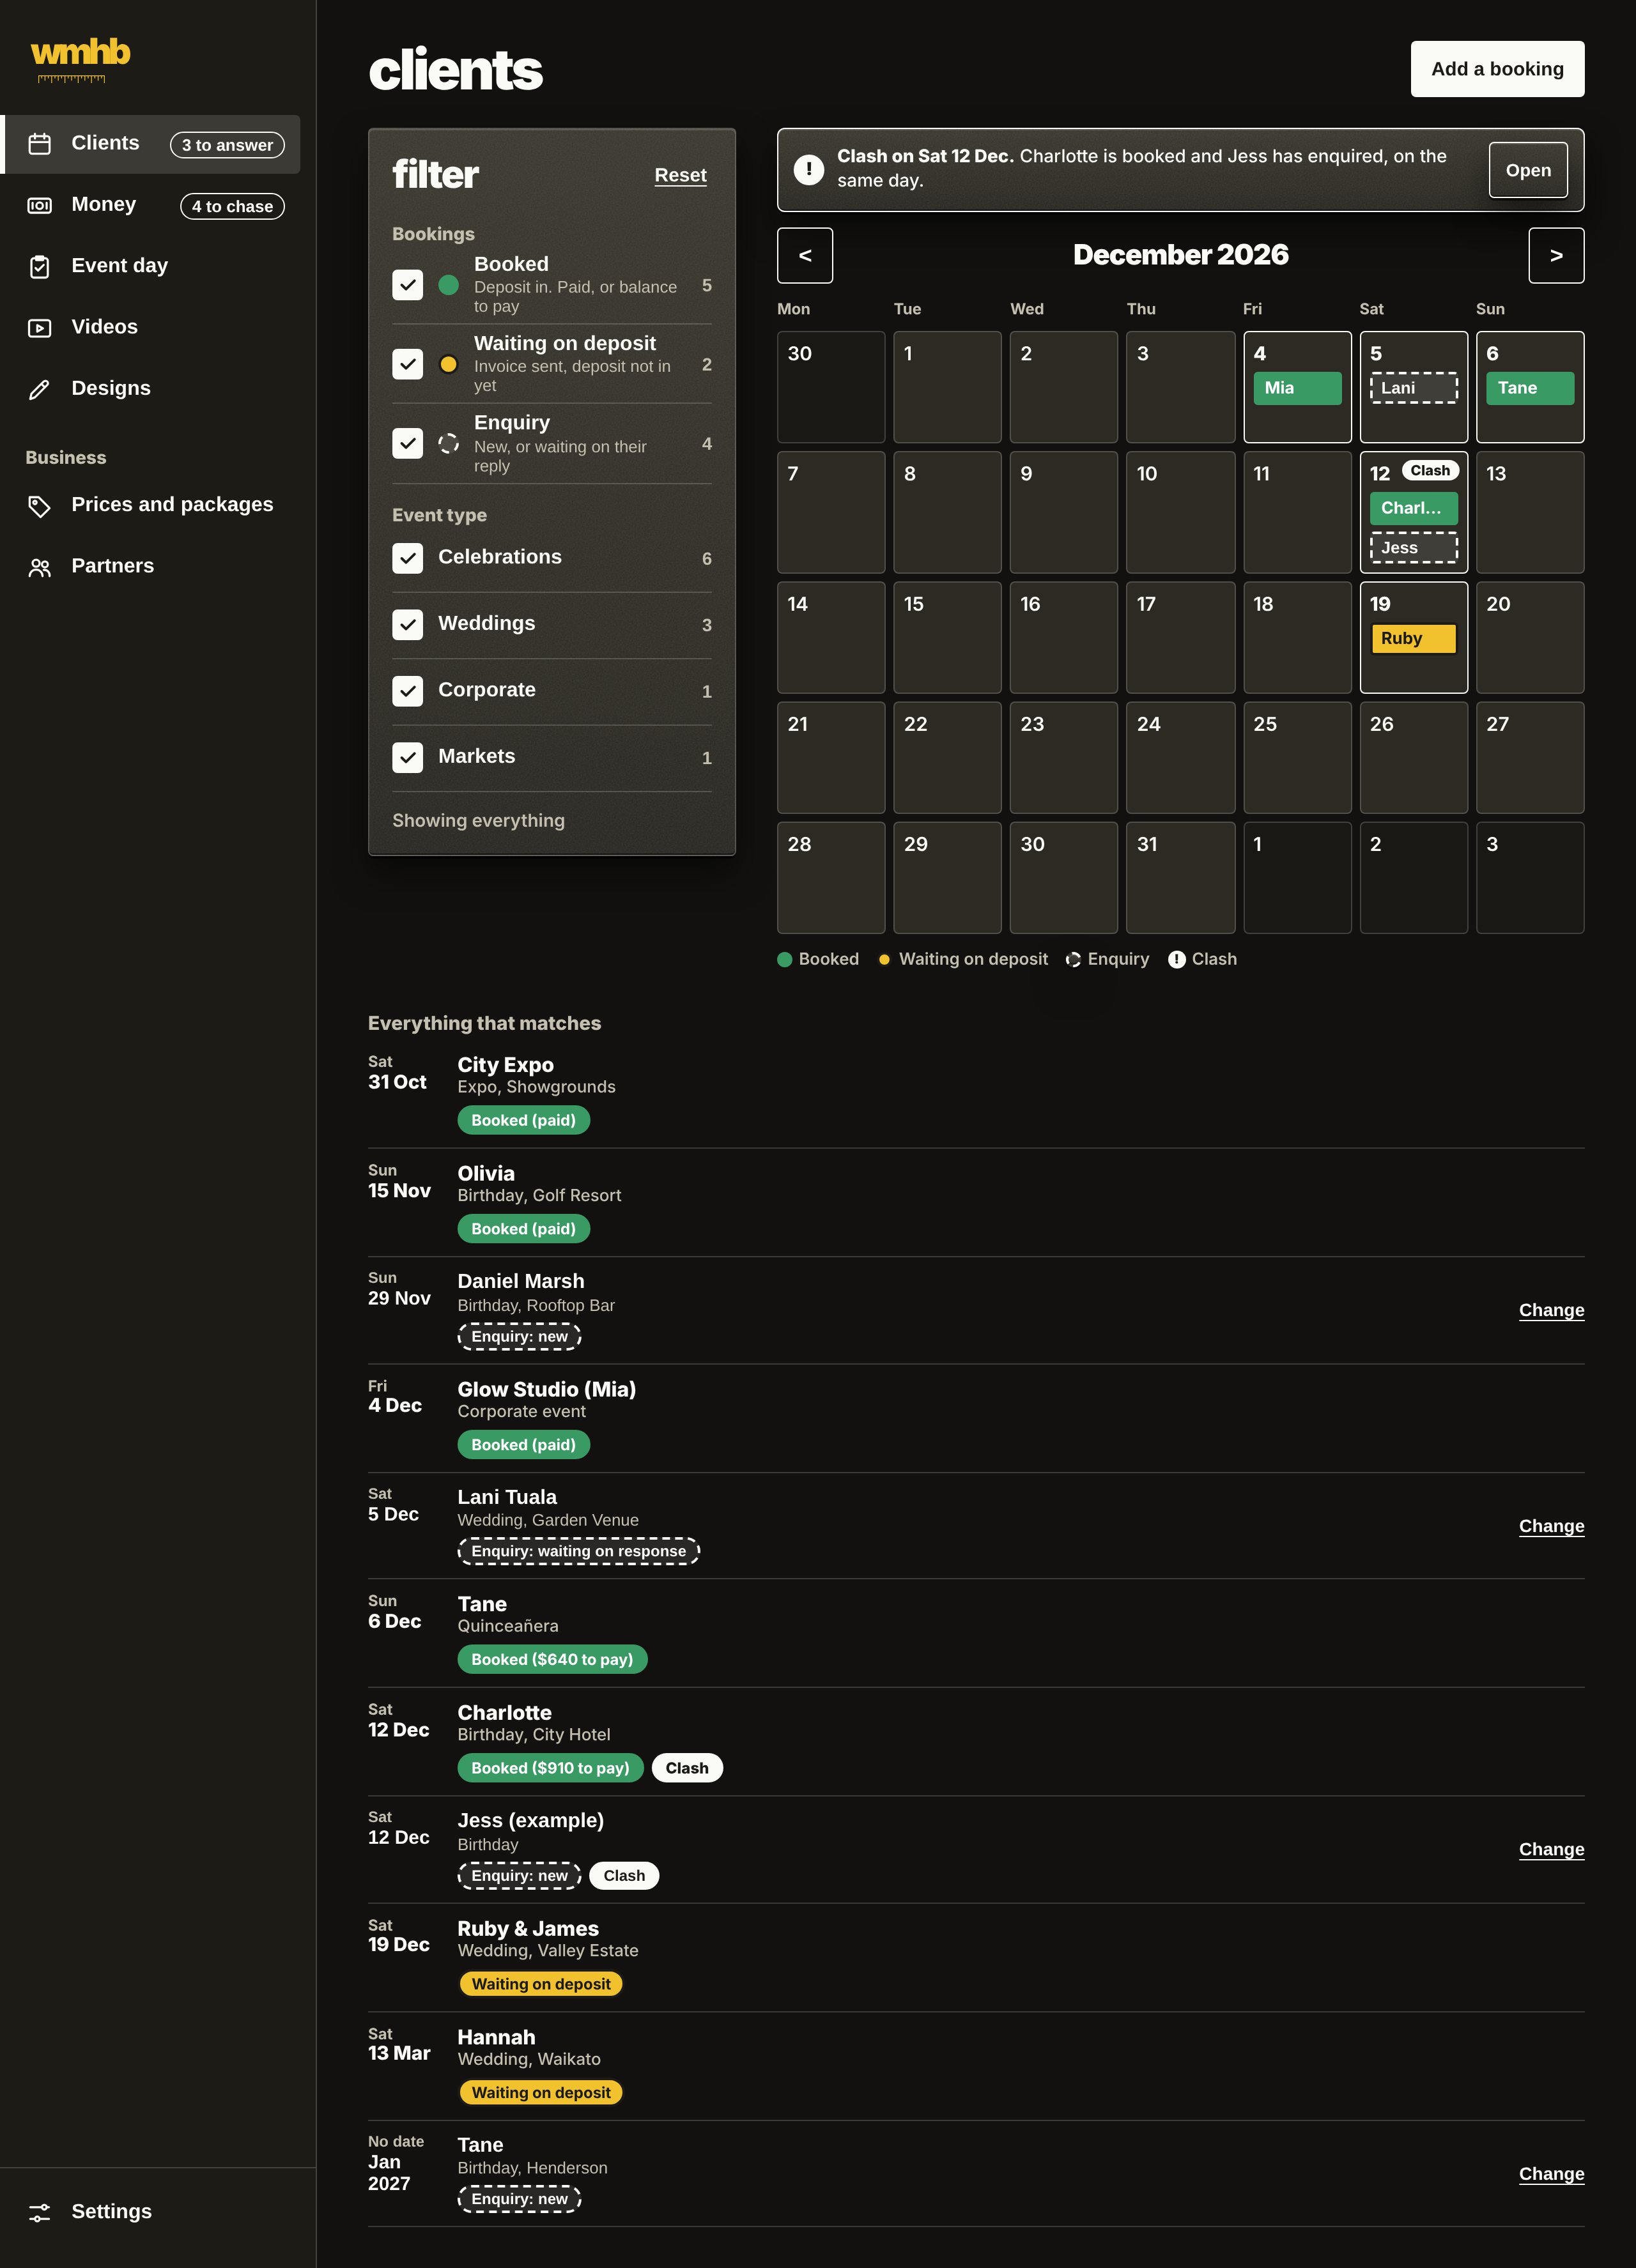 wmhb
Clients
3 to answer
Money
4 to chase
Event day
Videos
Designs
Business
Prices and packages
Partners
Settings
clients
Add a booking
filter
Reset
Bookings
Booked
Deposit in. Paid, or balance
to pay
5
Waiting on deposit
Invoice sent, deposit not in
yet
2
Enquiry
New, or waiting on their
reply
4
Event type
Celebrations
6
Weddings
3
Corporate
1
Markets
1
Showing everything
! Clash on Sat 12 Dec. Charlotte is booked and Jess has enquired, on the
same day.
Open
< December 2026 >
Mon Tue Wed Thu Fri Sat Sun
30 1 2 3 4 5 6
Mia Lani Tane
7 8 9 10 11 12 Clash 13
Charl...
Jess
14 15 16 17 18 19 20
Ruby
21 22 23 24 25 26 27
28 29 30 31 1 2 3
Booked Waiting on deposit Enquiry ! Clash
Everything that matches
Sat
31 Oct
City Expo
Expo, Showgrounds
Booked (paid)
Sun
15 Nov
Olivia
Birthday, Golf Resort
Booked (paid)
Sun
29 Nov
Daniel Marsh
Birthday, Rooftop Bar
Enquiry: new
Change
Fri
4 Dec
Glow Studio (Mia)
Corporate event
Booked (paid)
Sat
5 Dec
Lani Tuala
Wedding, Garden Venue
Enquiry: waiting on response
Change
Sun
6 Dec
Tane
Quinceañera
Booked ($640 to pay)
Sat
12 Dec
Charlotte
Birthday, City Hotel
Booked ($910 to pay) Clash
Sat
12 Dec
Jess (example)
Birthday
Enquiry: new Clash
Change
Sat
19 Dec
Ruby & James
Wedding, Valley Estate
Waiting on deposit
Sat
13 Mar
Hannah
Wedding, Waikato
Waiting on deposit
No date
Jan
2027
Tane
Birthday, Henderson
Enquiry: new
Change